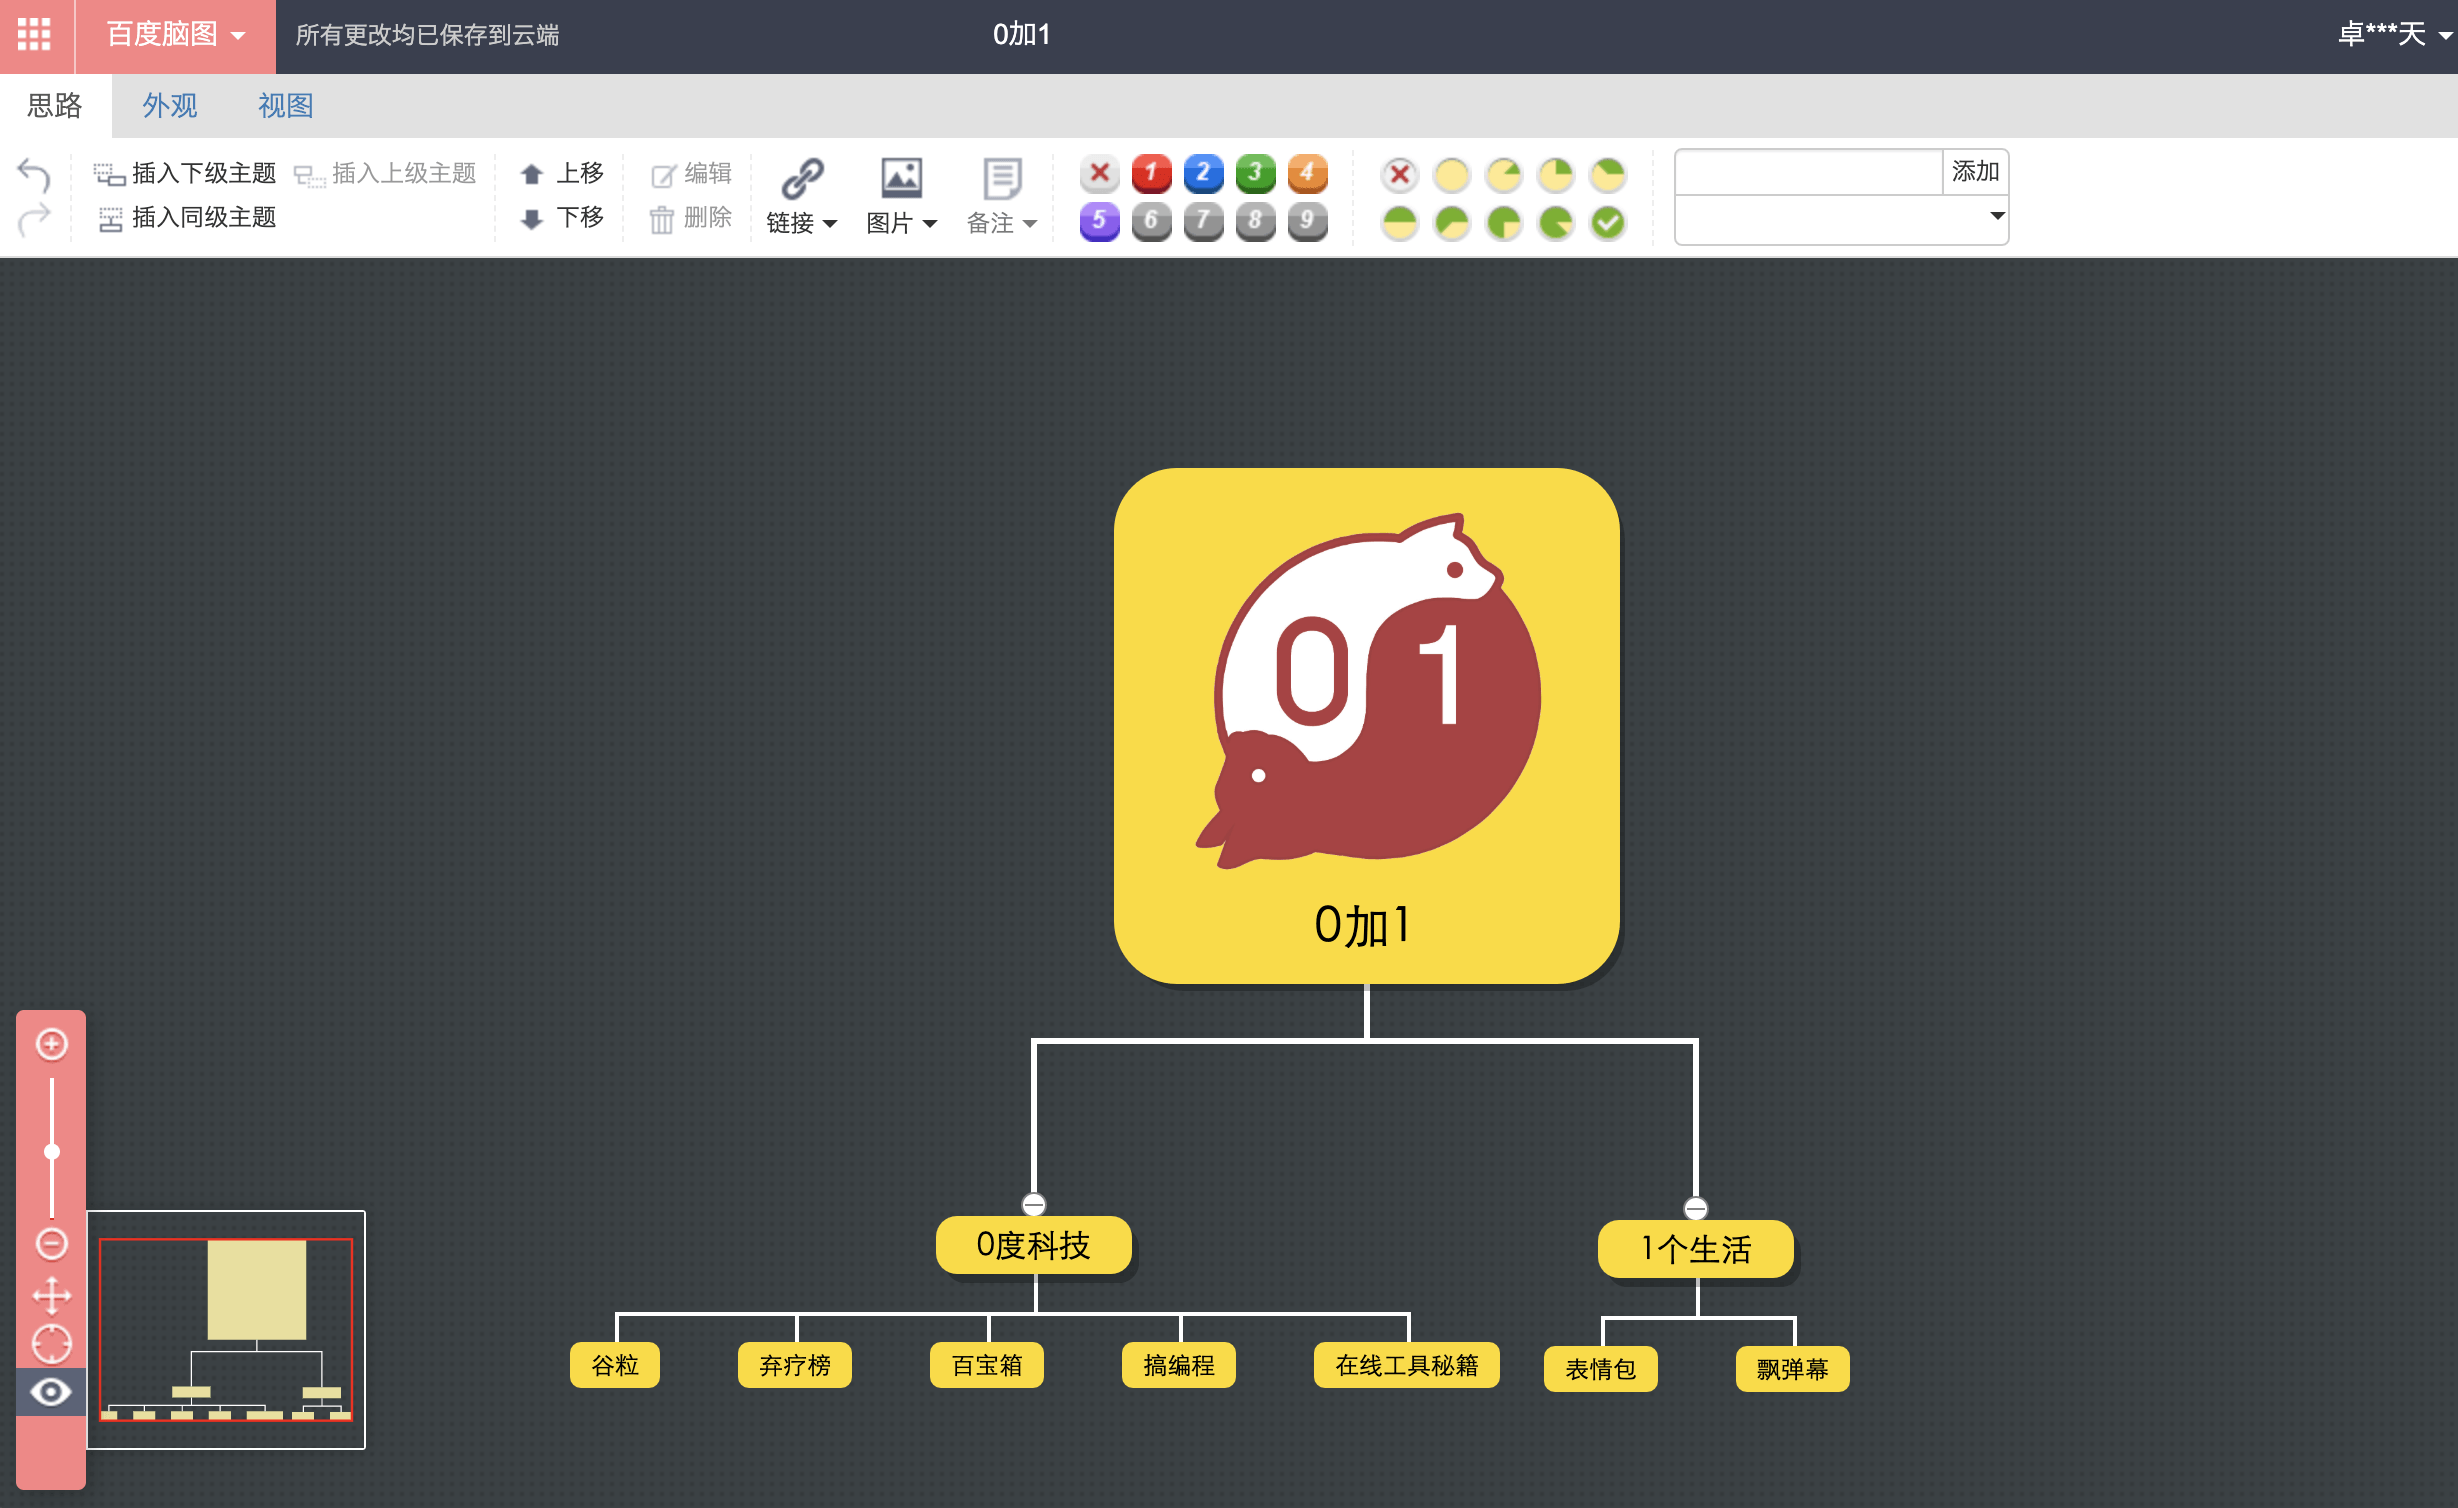 百度脑图
所有更改均已保存到云端
0加1
卓***天
思路
外观
视图
插入下级主题
插入上级主题
插入同级主题
上移
下移
编辑
删除
链接
图片
备注
1 2 3 4
5 6 7 8 9
添加
0 1
0加1
0度科技
1个生活
谷粒
弃疗榜
百宝箱
搞编程
在线工具秘籍
表情包
飘弹幕